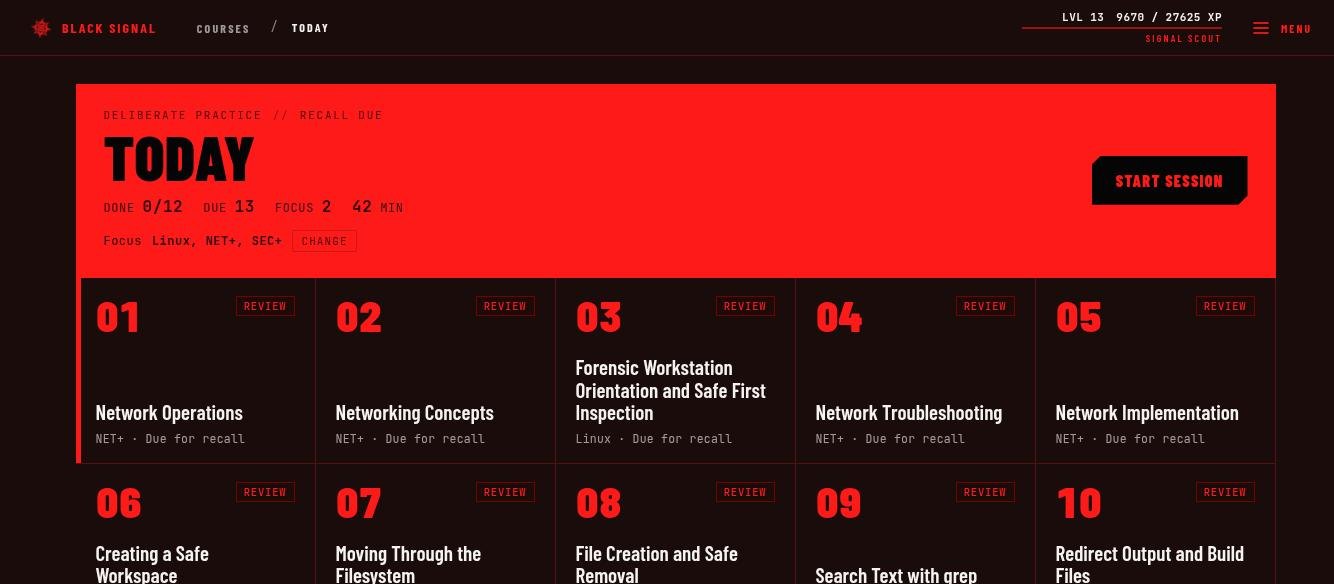 BLACK SIGNAL
COURSES / TODAY
LVL 13 9670 / 27625 XP
SIGNAL SCOUT
MENU
DELIBERATE PRACTICE // RECALL DUE
TODAY
DONE 0/12 DUE 13 FOCUS 2 42 MIN
Focus Linux, NET+, SEC+ CHANGE
START SESSION
01 REVIEW
Network Operations
NET+ · Due for recall
02 REVIEW
Networking Concepts
NET+ · Due for recall
03 REVIEW
Forensic Workstation
Orientation and Safe First
Inspection
Linux · Due for recall
04 REVIEW
Network Troubleshooting
NET+ · Due for recall
05 REVIEW
Network Implementation
NET+ · Due for recall
06 REVIEW
Creating a Safe
Workspace
07 REVIEW
Moving Through the
Filesystem
08 REVIEW
File Creation and Safe
Removal
09 REVIEW
Search Text with grep
10 REVIEW
Redirect Output and Build
Files